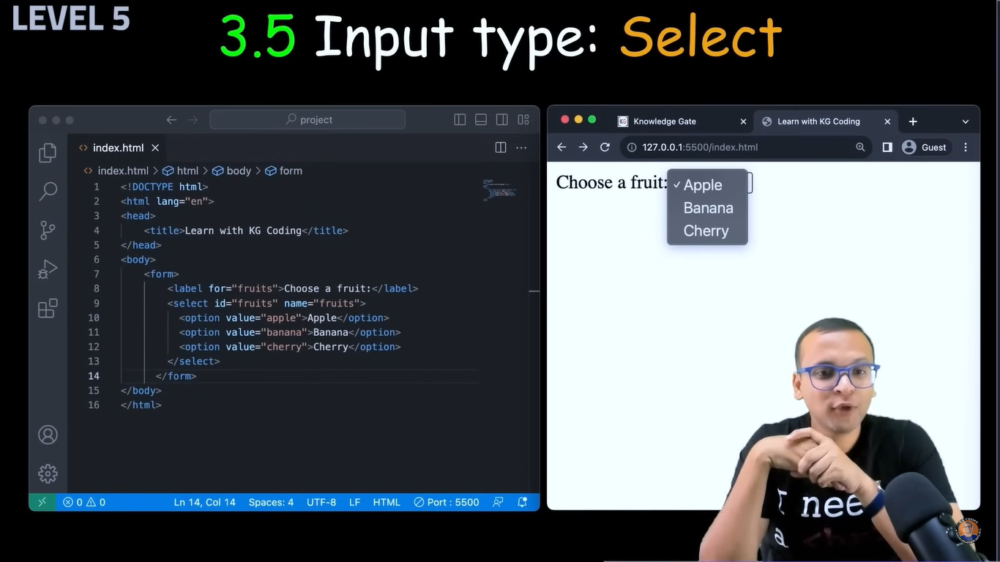 LEVEL 5
3.5 Input type: Select
project
index.html
index.html > html > body > form
1 <!DOCTYPE html>
2 <html lang="en">
3 <head>
4 <title>Learn with KG Coding</title>
5 </head>
6 <body>
7 <form>
8 <label for="fruits">Choose a fruit:</label>
9 <select id="fruits" name="fruits">
10 <option value="apple">Apple</option>
11 <option value="banana">Banana</option>
12 <option value="cherry">Cherry</option>
13 </select>
14 </form>
15 </body>
16 </html>
0 0 Ln 14, Col 14 Spaces: 4 UTF-8 LF HTML Port : 5500
KG Knowledge Gate Learn with KG Coding
127.0.0.1:5500/index.html Guest
Choose a fruit: ✓ Apple
Banana
Cherry
I nee
a